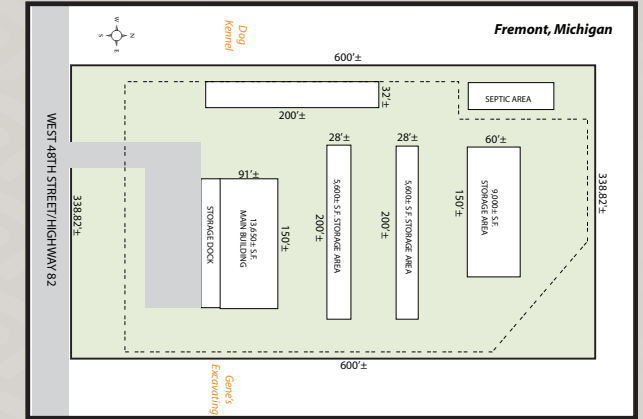 Fremont, Michigan
W
N
S
E
Dog
Kennel
600'±
32'±
200'±
SEPTIC AREA
WEST 48TH STREET/HIGHWAY 82
338.82'±
91'±
STORAGE DOCK
13,650± S.F.
MAIN BUILDING
150'±
28'±
5,600± S.F. STORAGE AREA
200'±
28'±
5,600± S.F. STORAGE AREA
200'±
60'±
9,000± S.F.
STORAGE AREA
150'±
338.82'±
600'±
Gene's
Excavating